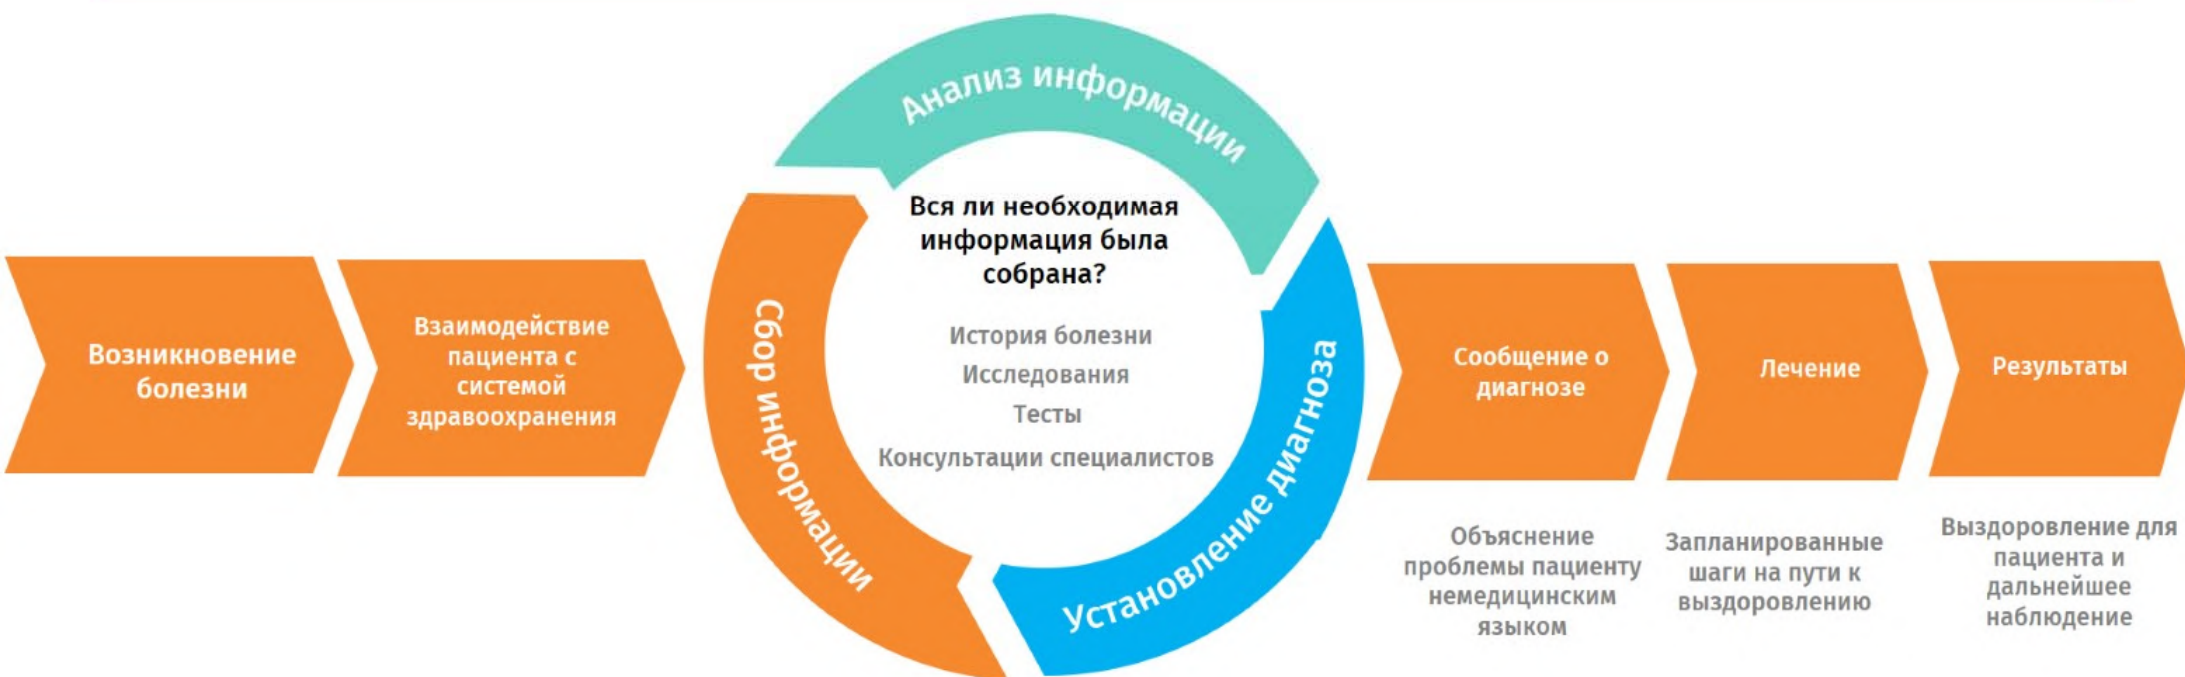 Возникновение
болезни
Взаимодействие
пациента с
системой
здравоохранения
Сбор информации
Анализ информации
Установление диагноза
Вся ли необходимая
информация была
собрана?
История болезни
Исследования
Тесты
Консультации специалистов
Сообщение о
диагнозе
Объяснение
проблемы пациенту
немедицинским
языком
Лечение
Запланированные
шаги на пути к
выздоровлению
Результаты
Выздоровление для
пациента и
дальнейшее
наблюдение